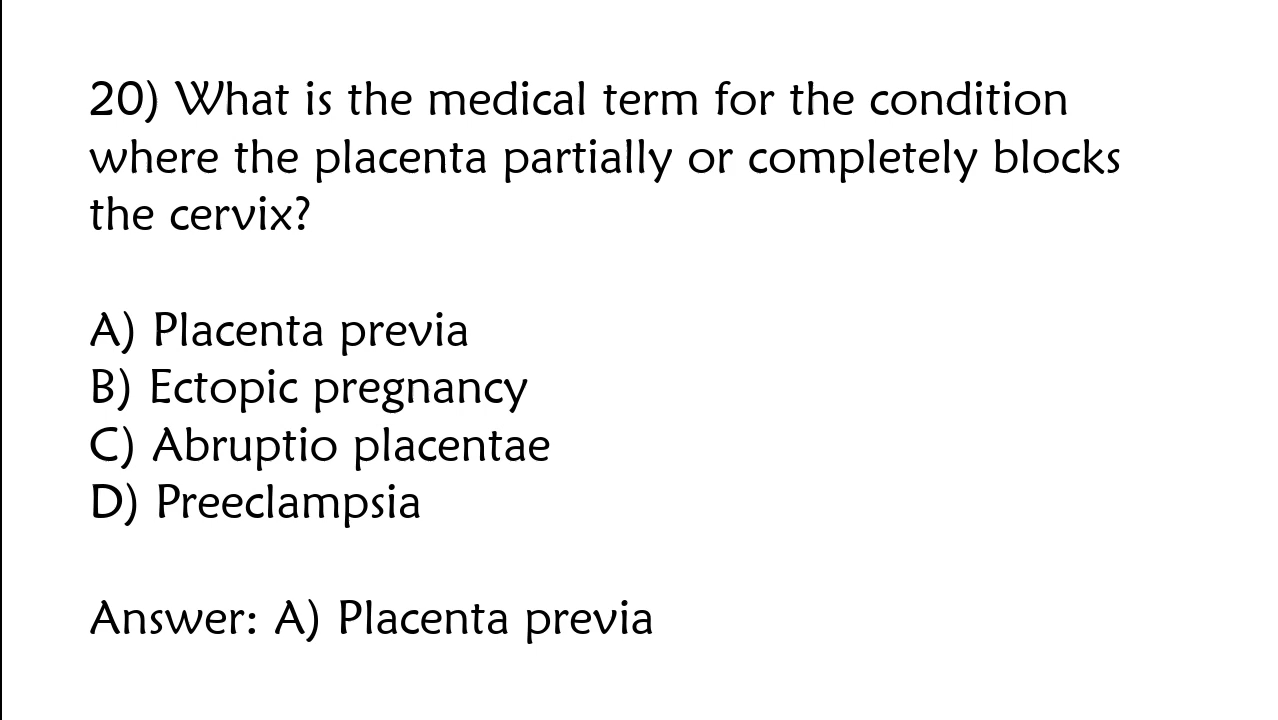 20) What is the medical term for the condition
where the placenta partially or completely blocks
the cervix?
A) Placenta previa
B) Ectopic pregnancy
C) Abruptio placentae
D) Preeclampsia
Answer: A) Placenta previa